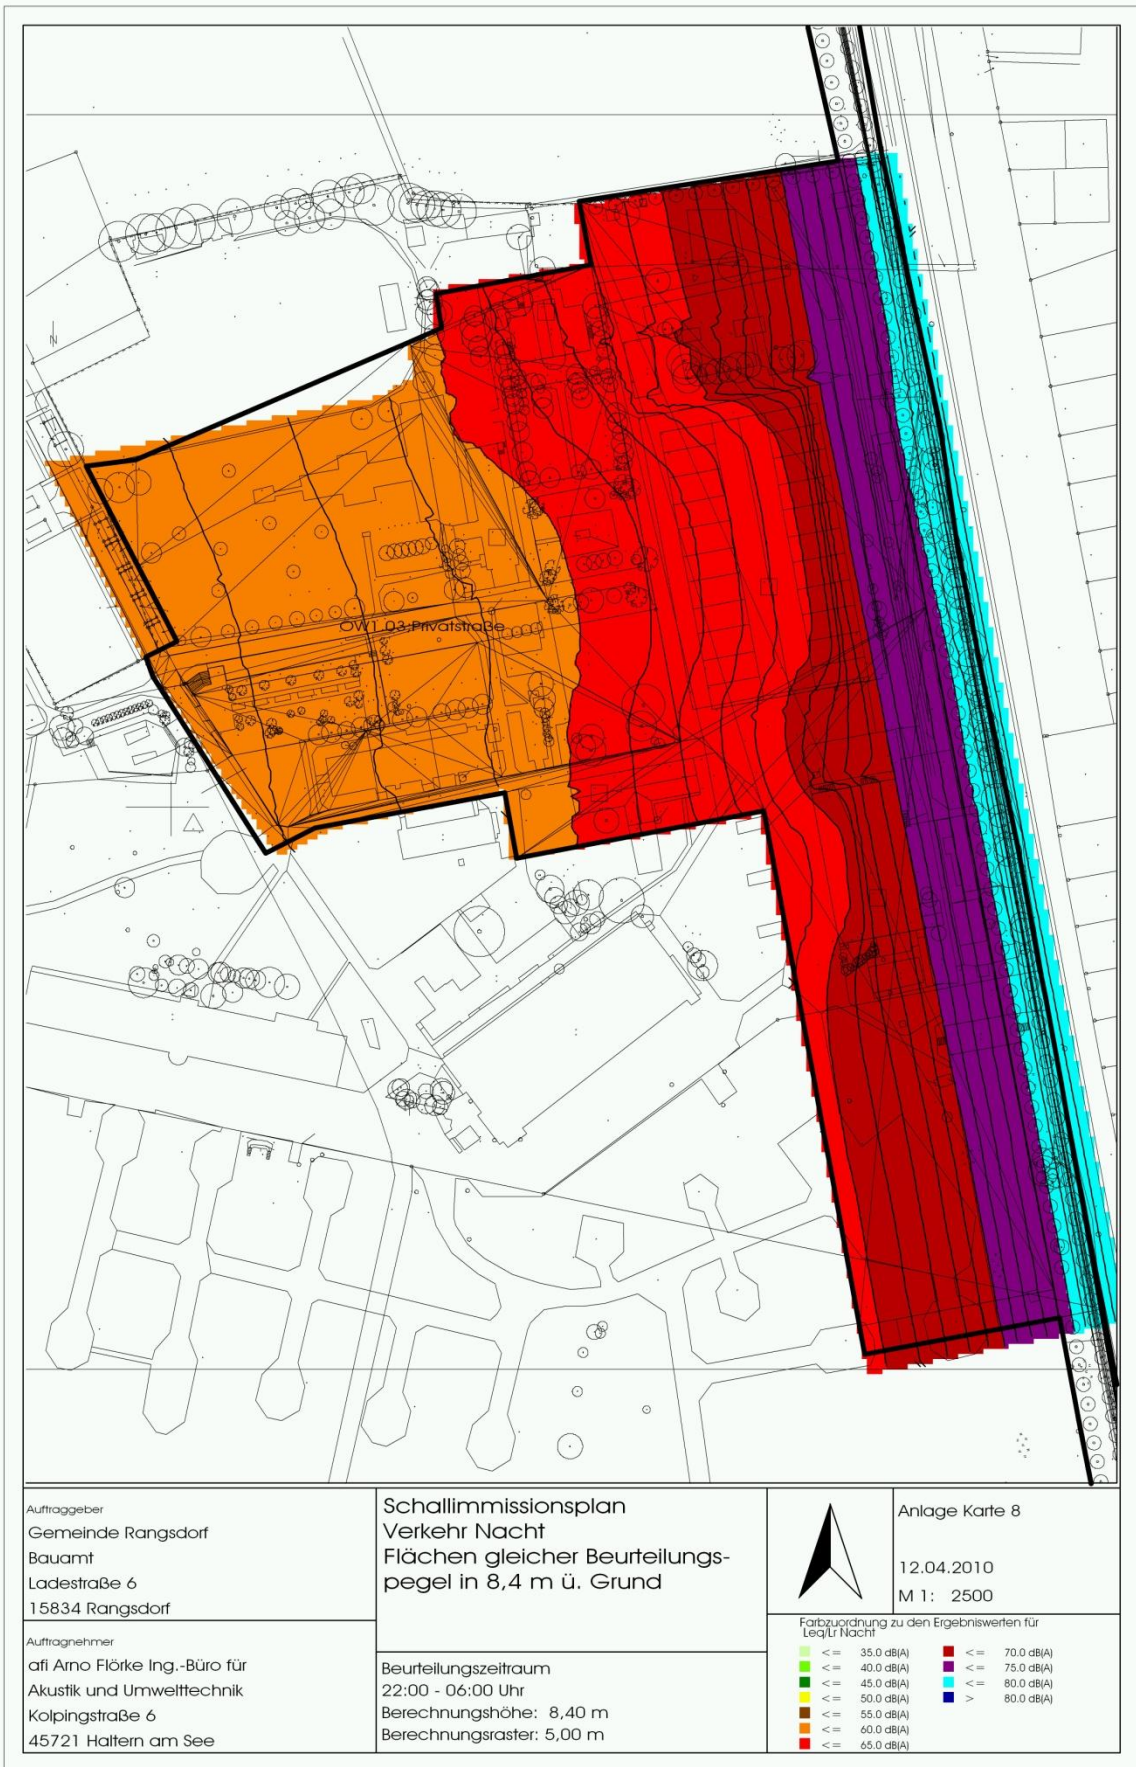 N
ÖW1 03;Privatstraße
Auftraggeber
Gemeinde Rangsdorf
Bauamt
Ladestraße 6
15834 Rangsdorf
Auftragnehmer
afi Arno Flörke Ing.-Büro für
Akustik und Umwelttechnik
Kolpingstraße 6
45721 Haltern am See
Schallimmissionsplan
Verkehr Nacht
Flächen gleicher Beurteilungs-
pegel in 8,4 m ü. Grund
Beurteilungszeitraum
22:00 - 06:00 Uhr
Berechnungshöhe: 8,40 m
Berechnungsraster: 5,00 m
Anlage Karte 8
12.04.2010
M 1: 2500
Farbzuordnung zu den Ergebniswerten für
Leq/Lr Nacht
<= 35.0 dB(A)
<= 40.0 dB(A)
<= 45.0 dB(A)
<= 50.0 dB(A)
<= 55.0 dB(A)
<= 60.0 dB(A)
<= 65.0 dB(A)
<= 70.0 dB(A)
<= 75.0 dB(A)
<= 80.0 dB(A)
> 80.0 dB(A)